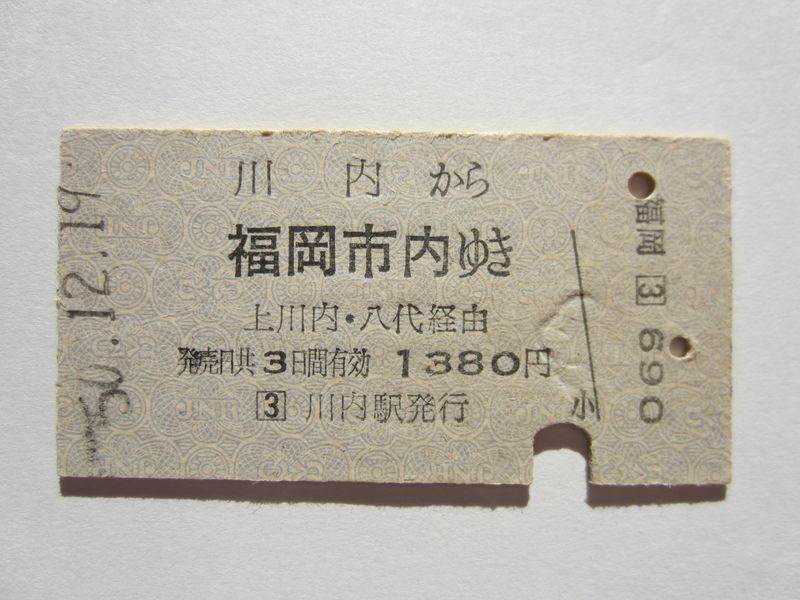 川内から
福岡市内ゆき
上川内・八代経由
発売日共3日間有効 1380円
3 川内駅発行
小
福岡 3 690
50.12.19